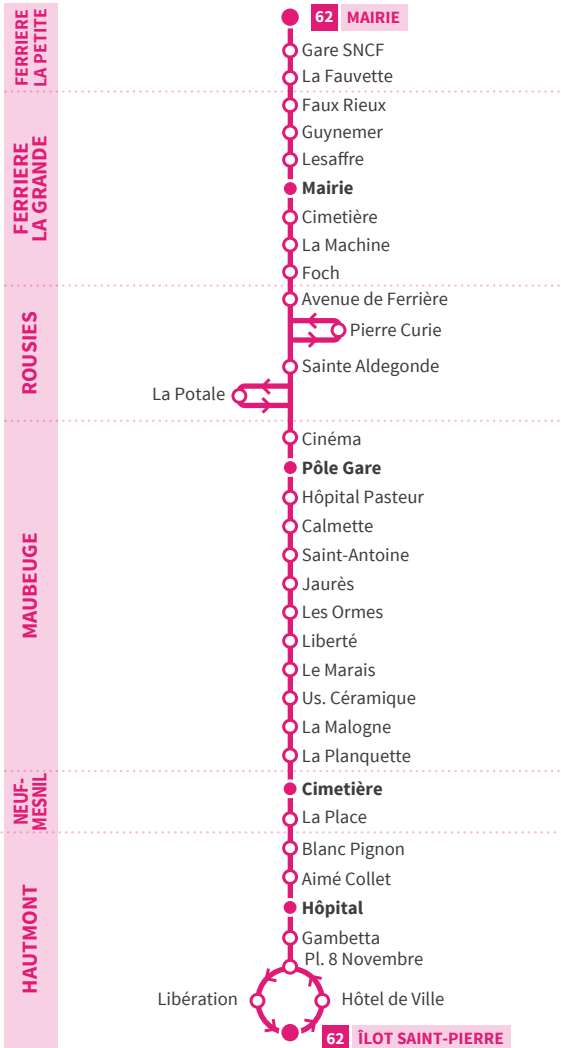 FERRIERE
LA PETITE
62 MAIRIE
Gare SNCF
La Fauvette
FERRIERE
LA GRANDE
Faux Rieux
Guynemer
Lesaffre
Mairie
Cimetière
La Machine
Foch
ROUSIES
Avenue de Ferrière
Pierre Curie
Sainte Aldegonde
La Potale
MAUBEUGE
Cinéma
Pôle Gare
Hôpital Pasteur
Calmette
Saint-Antoine
Jaurès
Les Ormes
Liberté
Le Marais
Us. Céramique
La Malogne
La Planquette
NEUF-
MESNIL
Cimetière
La Place
HAUTMONT
Blanc Pignon
Aimé Collet
Hôpital
Gambetta
Pl. 8 Novembre
Libération
Hôtel de Ville
62 ÎLOT SAINT-PIERRE